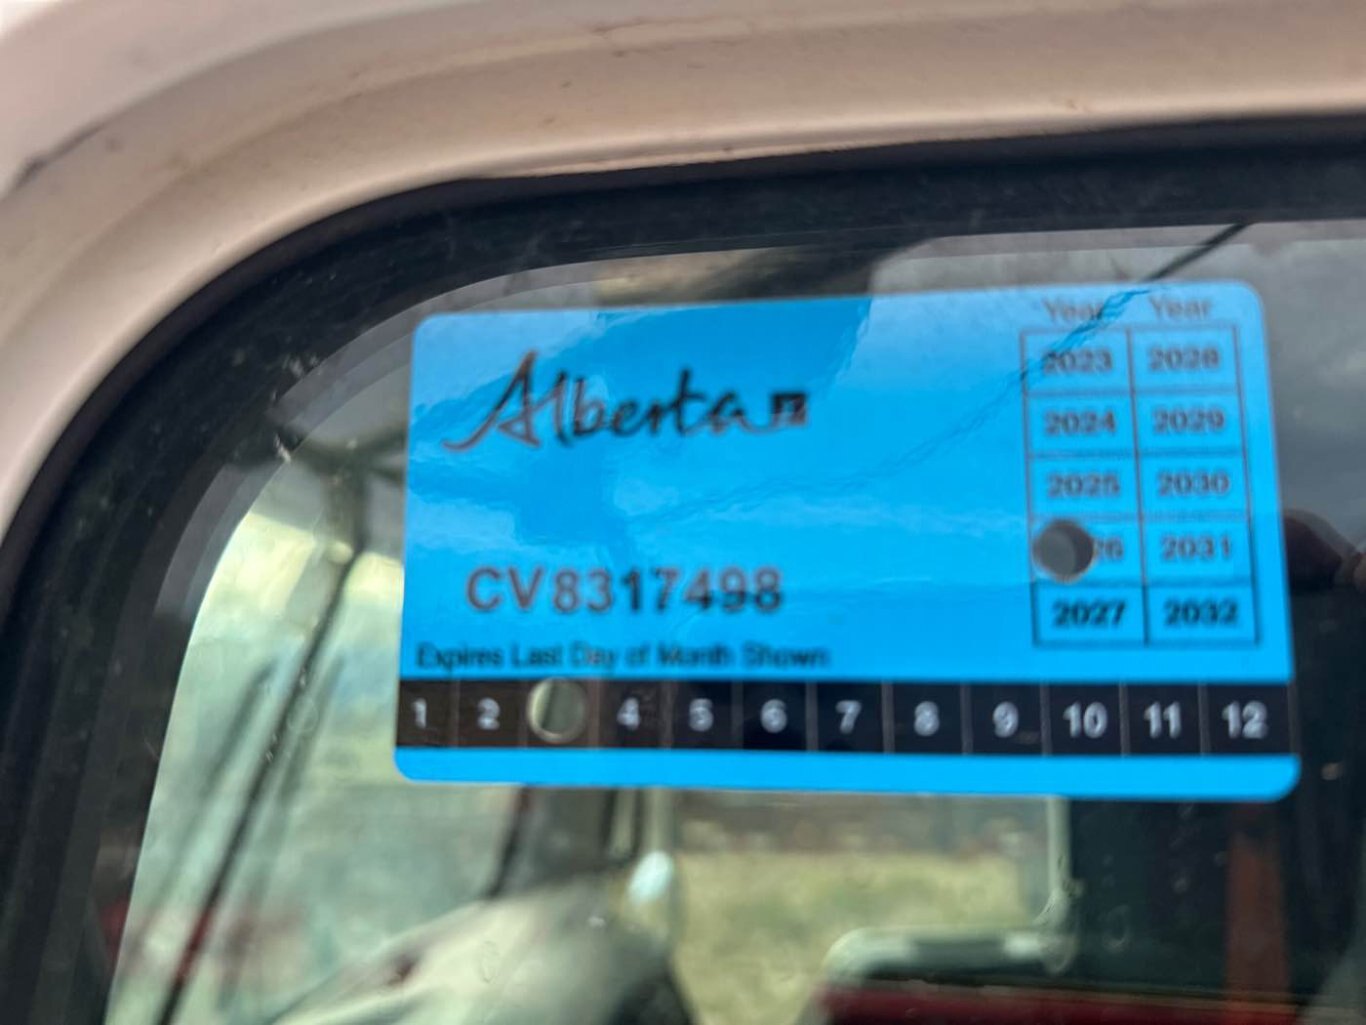 Year Year
Alberta
2023 2028
2024 2029
2025 2030
26 2031
2027 2032
CV8317498
Expires Last Day of Month Shown
1 2 4 5 6 7 8 9 10 11 12